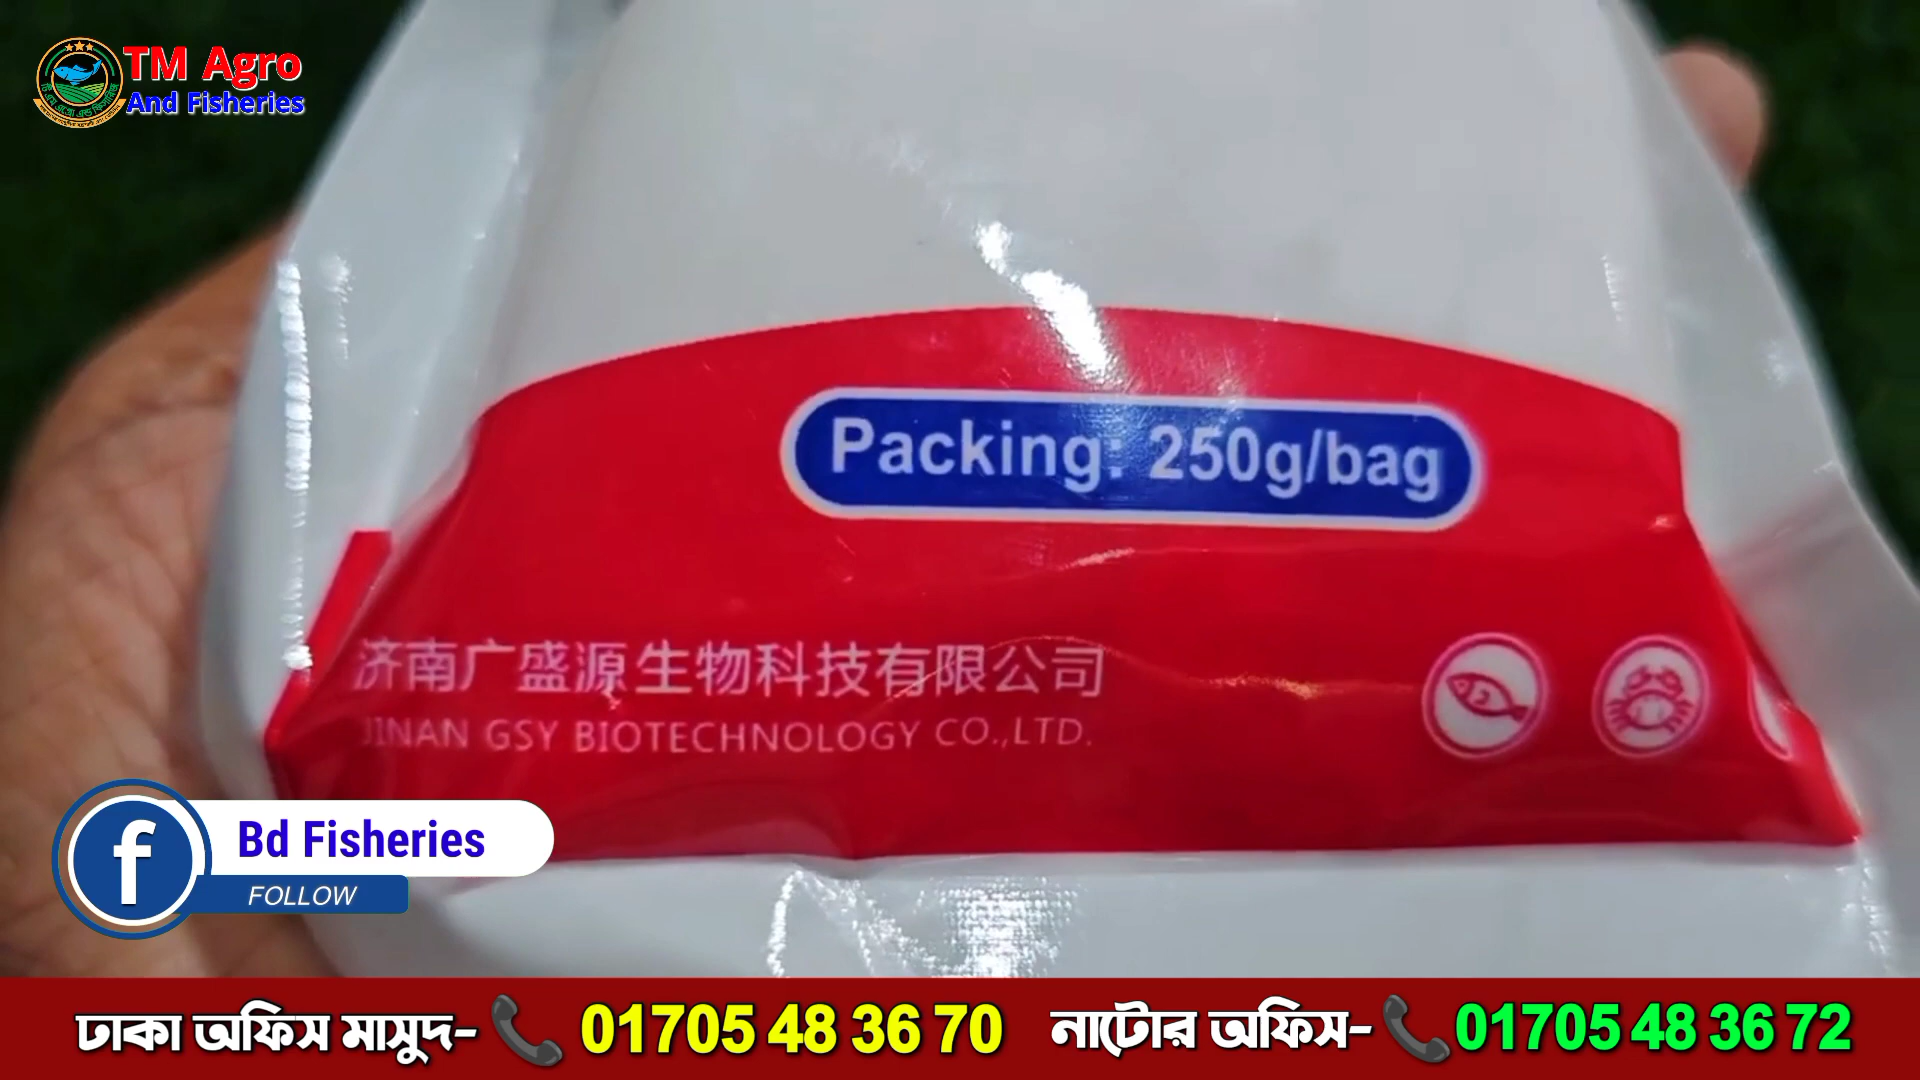 TM Agro
And Fisheries
Packing: 250g/bag
济南广盛源生物科技有限公司
JINAN GSY BIOTECHNOLOGY CO.,LTD.
Bd Fisheries
FOLLOW
ঢাকা অফিস মাসুদ- 01705 48 36 70 নাটোর অফিস- 01705 48 36 72